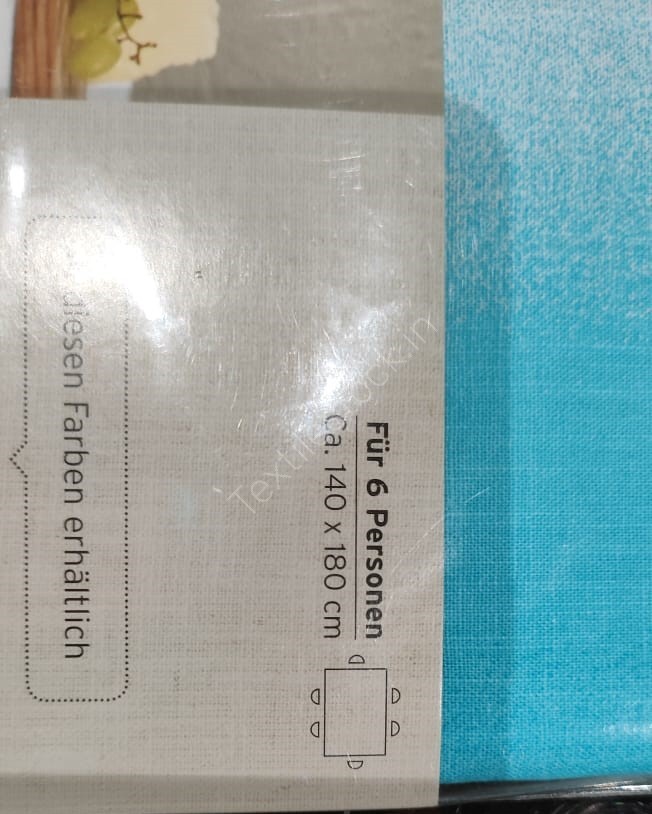 Für 6 Personen
Ca. 140 x 180 cm
diesen Farben erhältlich